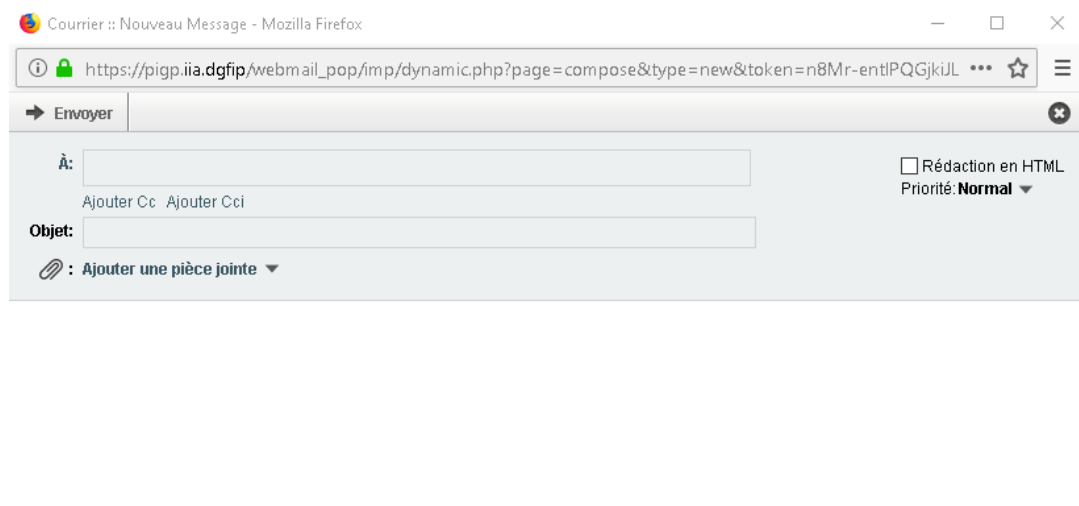 Courrier :: Nouveau Message - Mozilla Firefox
https://pigp.iia.dgfip/webmail_pop/imp/dynamic.php?page=compose&type=new&token=n8Mr-entlPQGjkiJL
Envoyer
À:
Rédaction en HTML
Priorité: Normal
Ajouter Cc Ajouter Cci
Objet:
: Ajouter une pièce jointe